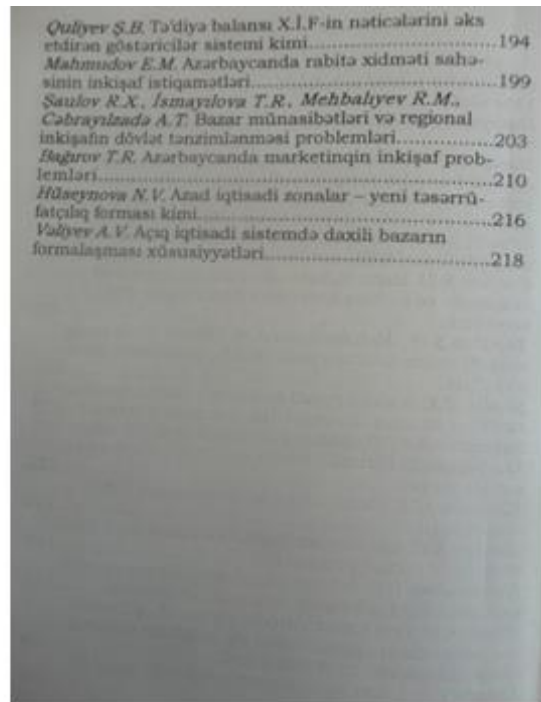 Quliyev Ş.B. Tə'diyə balansı X.İ.F-in nəticələrini əks
etdirən göstəricilər sistemi kimi..............................194
Mahmudov E.M. Azərbaycanda rabitə xidməti sahə-
sinin inkişaf istiqamətləri........................................199
Şaulov R.X., İsmayılova T.R., Mehbalıyev R.M.,
Cəbrayılzadə A.T. Bazar münasibətləri və regional
inkişafın dövlət tənzimlənməsi problemləri................203
Bağırov T.R. Azərbaycanda marketinqin inkişaf prob-
lemləri.................................................................210
Hüseynova N.V. Azad iqtisadi zonalar – yeni təsərrü-
fatçılıq forması kimi................................................216
Vəliyev A.V. Açıq iqtisadi sistemdə daxili bazarın
formalaşması xüsusiyyətləri.....................................218